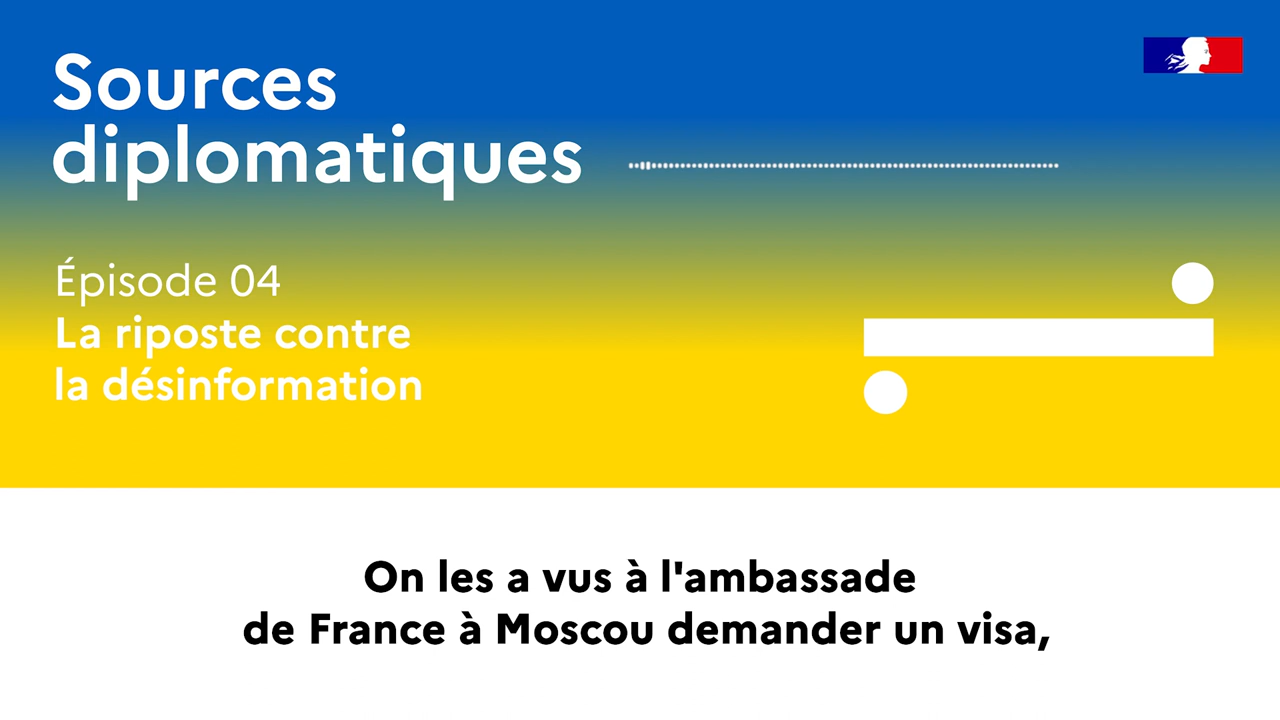 Sources
diplomatiques
Épisode 04
La riposte contre
la désinformation
On les a vus à l'ambassade
de France à Moscou demander un visa,